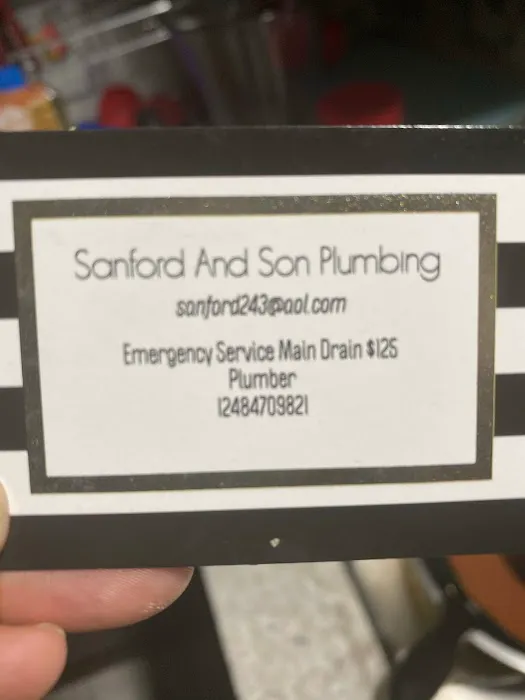 Sanford And Son Plumbing
sanford243@aol.com
Emergency Service Main Drain $125
Plumber
12484709821